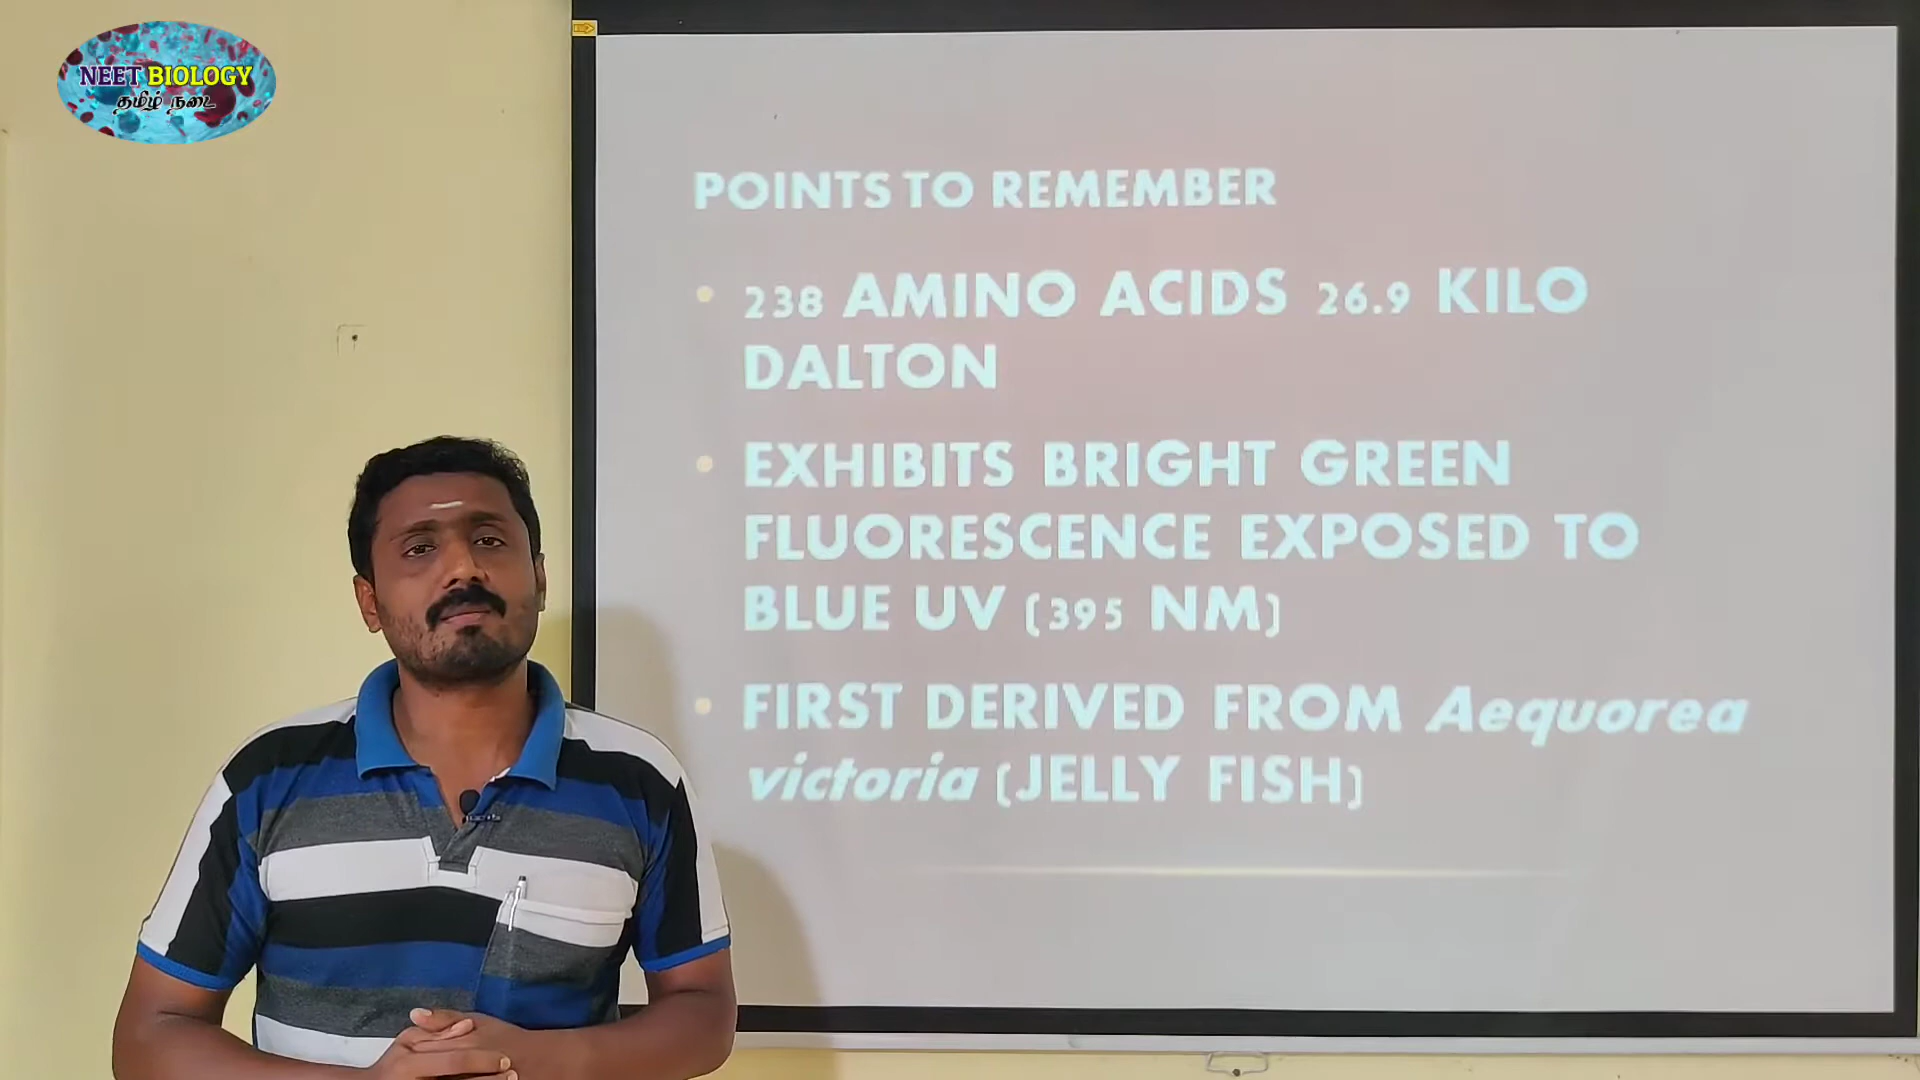 NEET BIOLOGY
தமிழ் நடை
POINTS TO REMEMBER
• 238 AMINO ACIDS 26.9 KILO
DALTON
• EXHIBITS BRIGHT GREEN
FLUORESCENCE EXPOSED TO
BLUE UV (395 NM)
• FIRST DERIVED FROM Aequorea
victoria (JELLY FISH)